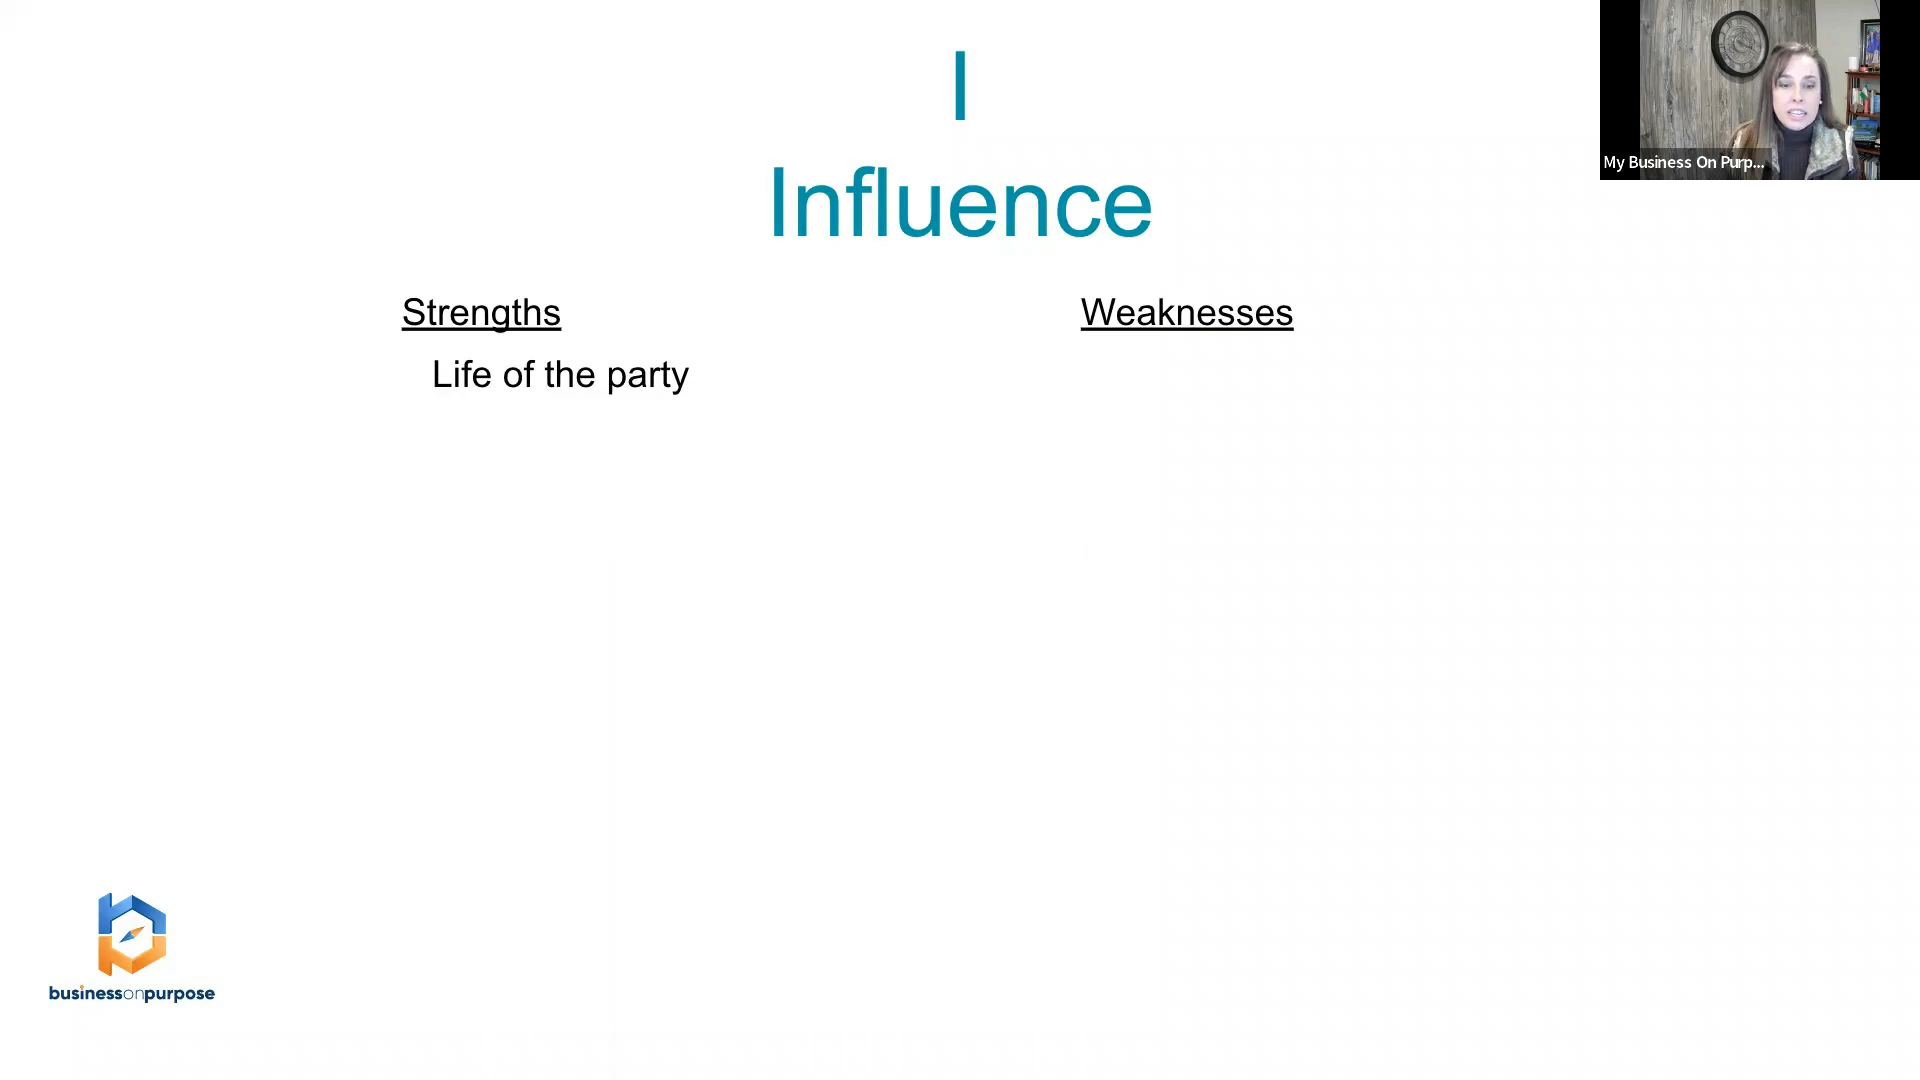 I
Influence
Strengths
Weaknesses
Life of the party
My Business On Purp...
businessonpurpose